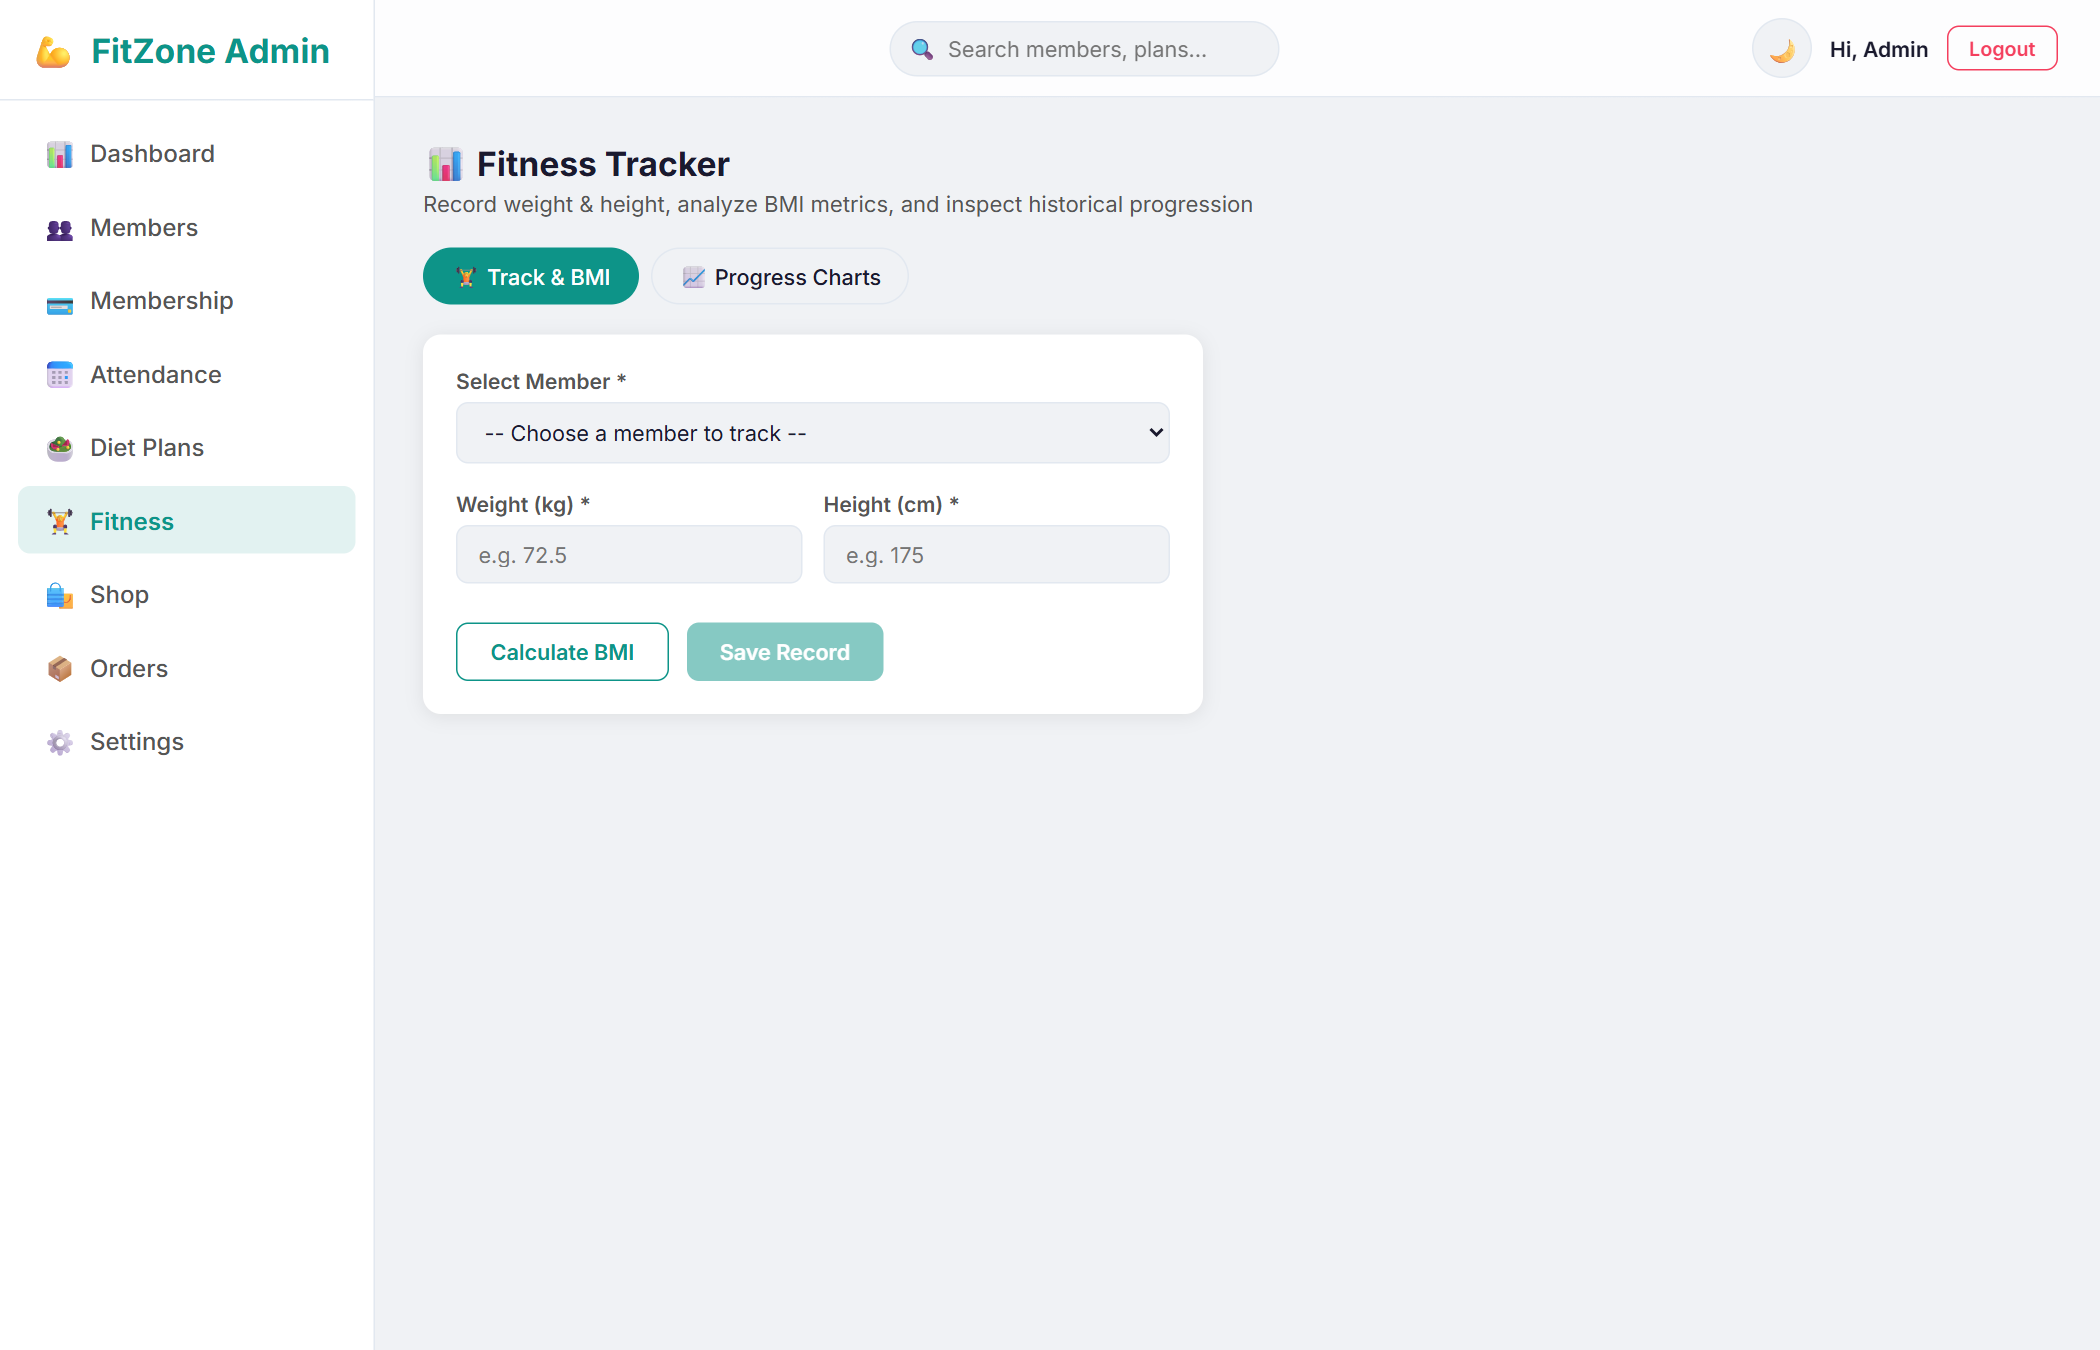 FitZone Admin
Search members, plans...
Hi, Admin
Logout
Dashboard
Members
Membership
Attendance
Diet Plans
Fitness
Shop
Orders
Settings
Fitness Tracker
Record weight & height, analyze BMI metrics, and inspect historical progression
Track & BMI
Progress Charts
Select Member *
-- Choose a member to track --
Weight (kg) *
Height (cm) *
e.g. 72.5
e.g. 175
Calculate BMI
Save Record